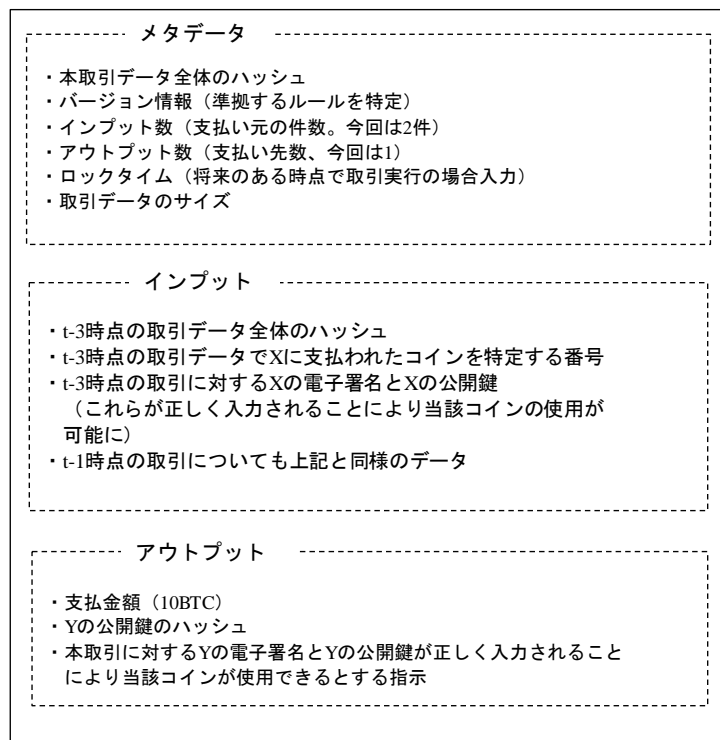 メタデータ
・本取引データ全体のハッシュ
・バージョン情報（準拠するルールを特定）
・インプット数（支払い元の件数。今回は2件）
・アウトプット数（支払い先数、今回は1）
・ロックタイム（将来のある時点で取引実行の場合入力）
・取引データのサイズ
インプット
・t-3時点の取引データ全体のハッシュ
・t-3時点の取引データでXに支払われたコインを特定する番号
・t-3時点の取引に対するXの電子署名とXの公開鍵
（これらが正しく入力されることにより当該コインの使用が
可能に）
・t-1時点の取引についても上記と同様のデータ
アウトプット
・支払金額（10BTC）
・Yの公開鍵のハッシュ
・本取引に対するYの電子署名とYの公開鍵が正しく入力されること
により当該コインが使用できるとする指示